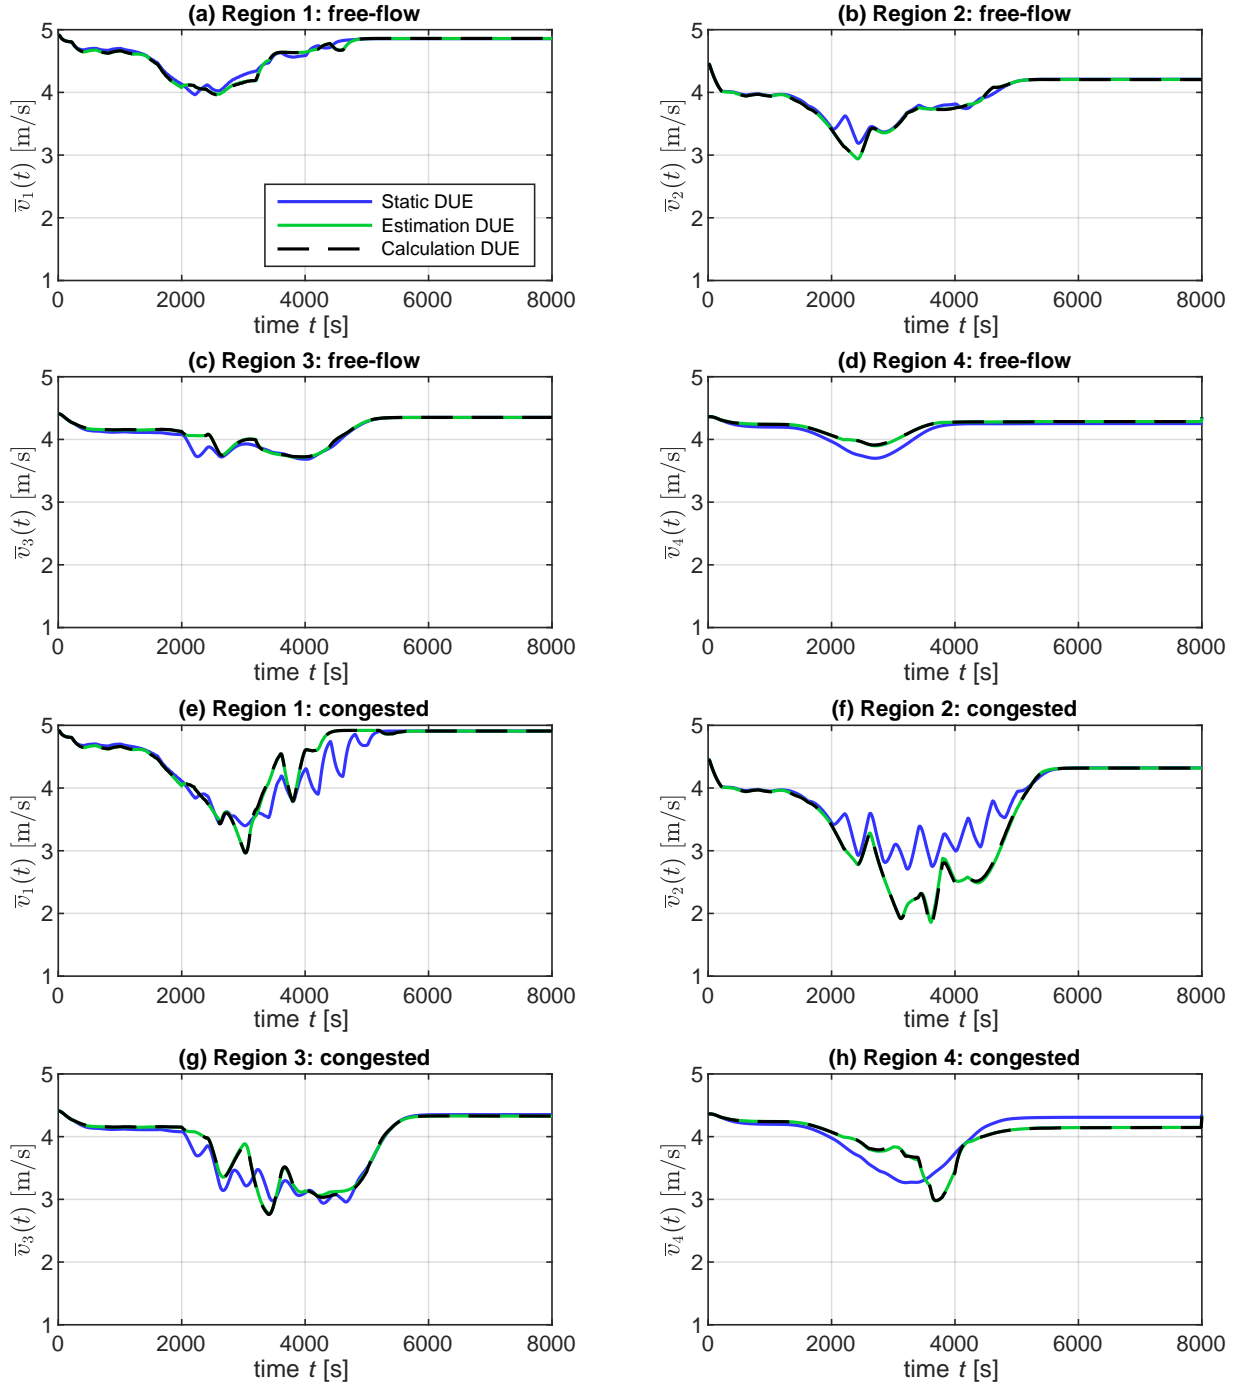 (a) Region 1: free-flow
5
4
3
2
1
v̅₁(t) [m/s]
Static DUE
Estimation DUE
Calculation DUE
0 2000 4000 6000 8000
time t [s]
(b) Region 2: free-flow
5
4
3
2
1
v̅₂(t) [m/s]
0 2000 4000 6000 8000
time t [s]
(c) Region 3: free-flow
5
4
3
2
1
v̅₃(t) [m/s]
0 2000 4000 6000 8000
time t [s]
(d) Region 4: free-flow
5
4
3
2
1
v̅₄(t) [m/s]
0 2000 4000 6000 8000
time t [s]
(e) Region 1: congested
5
4
3
2
1
v̅₁(t) [m/s]
0 2000 4000 6000 8000
time t [s]
(f) Region 2: congested
5
4
3
2
1
v̅₂(t) [m/s]
0 2000 4000 6000 8000
time t [s]
(g) Region 3: congested
5
4
3
2
1
v̅₃(t) [m/s]
0 2000 4000 6000 8000
time t [s]
(h) Region 4: congested
5
4
3
2
1
v̅₄(t) [m/s]
0 2000 4000 6000 8000
time t [s]